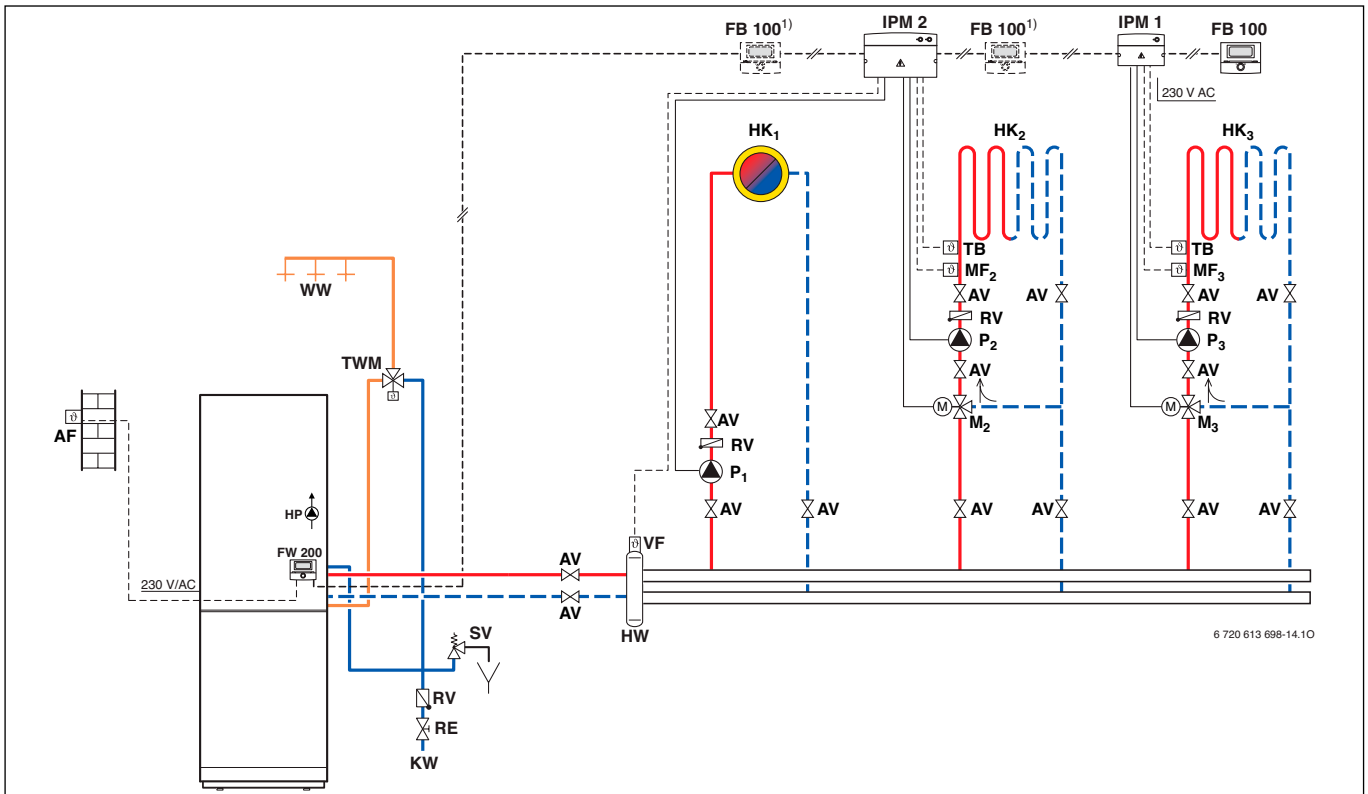 FB 100¹⁾ IPM 2 FB 100¹⁾ IPM 1 FB 100
230 V AC
HK₁ HK₂ HK₃
TB TB
MF₂ MF₃
WW
AV AV AV AV
RV RV
P₂ P₃
TWM
AV AV
M M
M₂ M₃
AV
AF
RV
P₁
HP
AV AV AV AV AV AV
VF
FW 200
AV
230 V/AC
AV
HW
SV
6 720 613 698-14.1O
RV
RE
KW